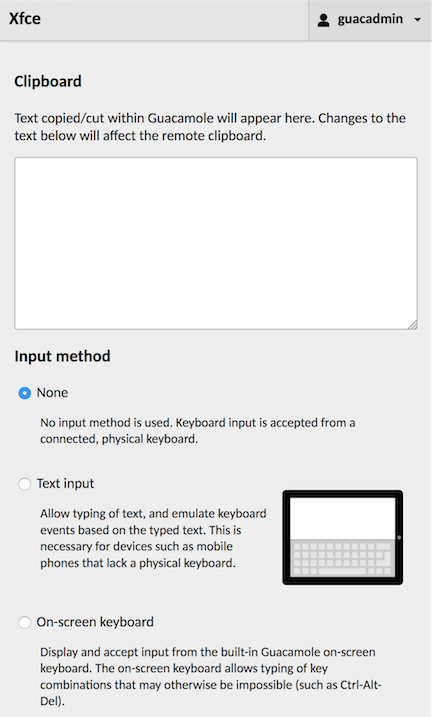 Xfce
guacadmin
Clipboard
Text copied/cut within Guacamole will appear here. Changes to the
text below will affect the remote clipboard.
Input method
None
No input method is used. Keyboard input is accepted from a
connected, physical keyboard.
Text input
Allow typing of text, and emulate keyboard
events based on the typed text. This is
necessary for devices such as mobile
phones that lack a physical keyboard.
On-screen keyboard
Display and accept input from the built-in Guacamole on-screen
keyboard. The on-screen keyboard allows typing of key
combinations that may otherwise be impossible (such as Ctrl-Alt-
Del).